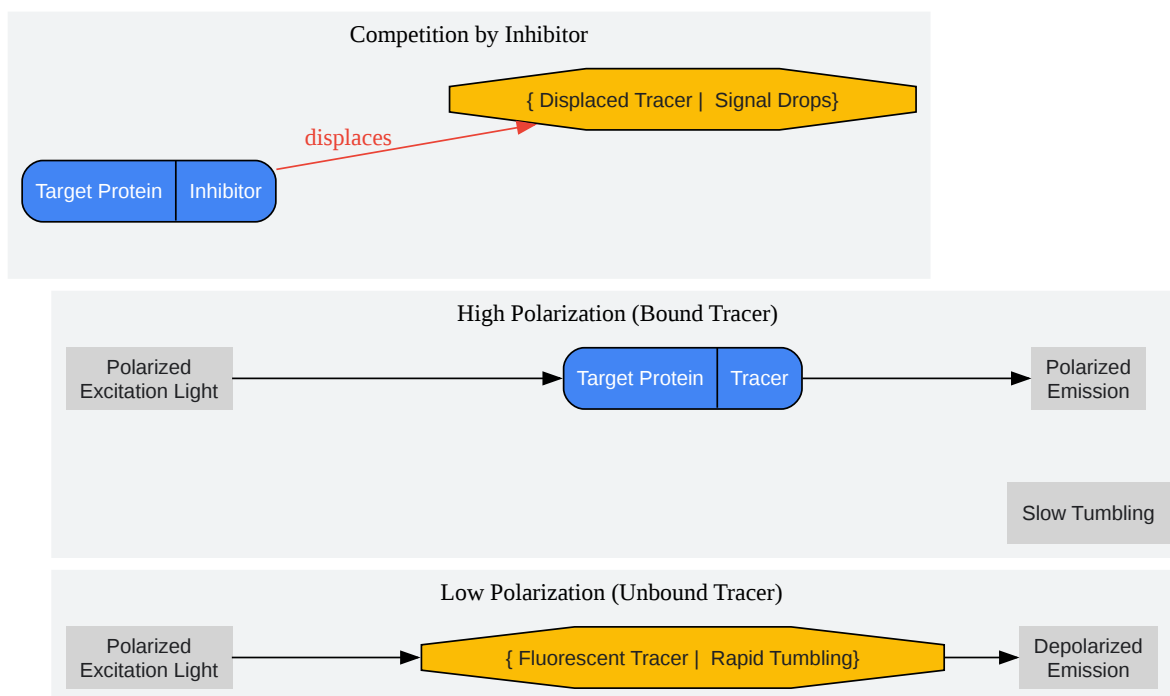 Competition by Inhibitor
{ Displaced Tracer | Signal Drops}
displaces
Target Protein Inhibitor
High Polarization (Bound Tracer)
Polarized
Excitation Light
Target Protein Tracer
Polarized
Emission
Slow Tumbling
Low Polarization (Unbound Tracer)
Polarized
Excitation Light
{ Fluorescent Tracer | Rapid Tumbling}
Depolarized
Emission